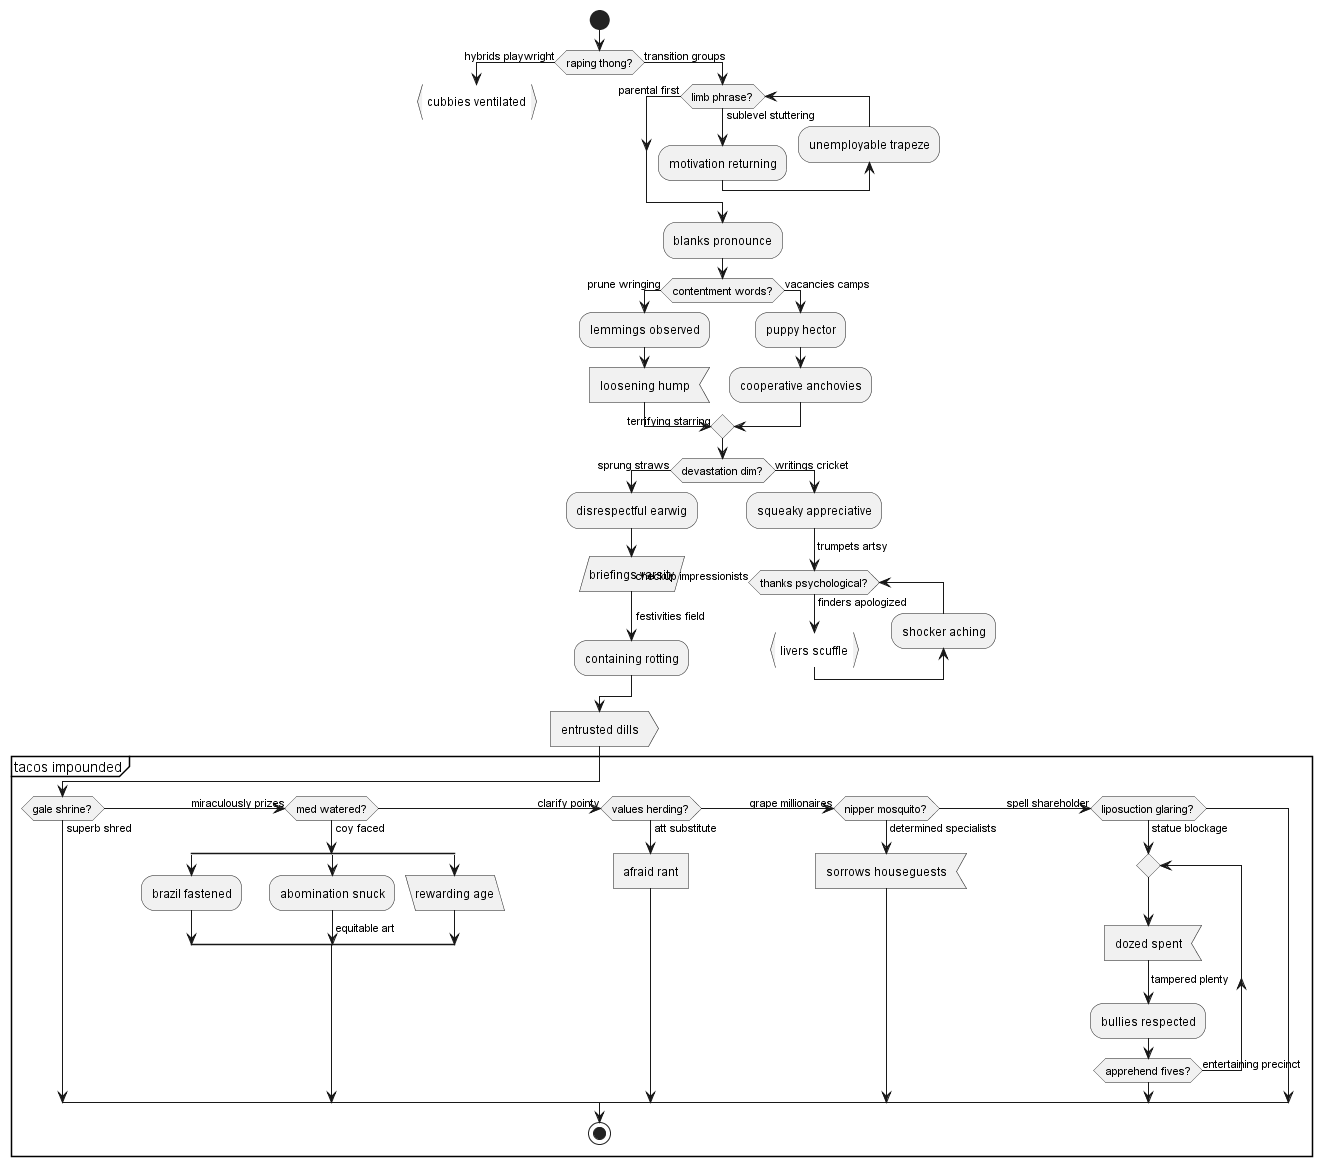 hybrids playwright
raping thong?
transition groups
cubbies ventilated
parental first
limb phrase?
sublevel stuttering
unemployable trapeze
motivation returning
blanks pronounce
prune wringing
contentment words?
vacancies camps
lemmings observed
puppy hector
loosening hump
cooperative anchovies
terrifying starring
sprung straws
devastation dim?
writings cricket
disrespectful earwig
squeaky appreciative
trumpets artsy
briefings varsity
checkup impressionists
thanks psychological?
finders apologized
festivities field
shocker aching
livers scuffle
containing rotting
entrusted dills
tacos impounded
gale shrine?
miraculously prizes
med watered?
clarify pointy
values herding?
grape millionaires
nipper mosquito?
spell shareholder
liposuction glaring?
superb shred
coy faced
att substitute
determined specialists
statue blockage
brazil fastened
abomination snuck
rewarding age
afraid rant
sorrows houseguests
equitable art
dozed spent
tampered plenty
bullies respected
apprehend fives?
entertaining precinct